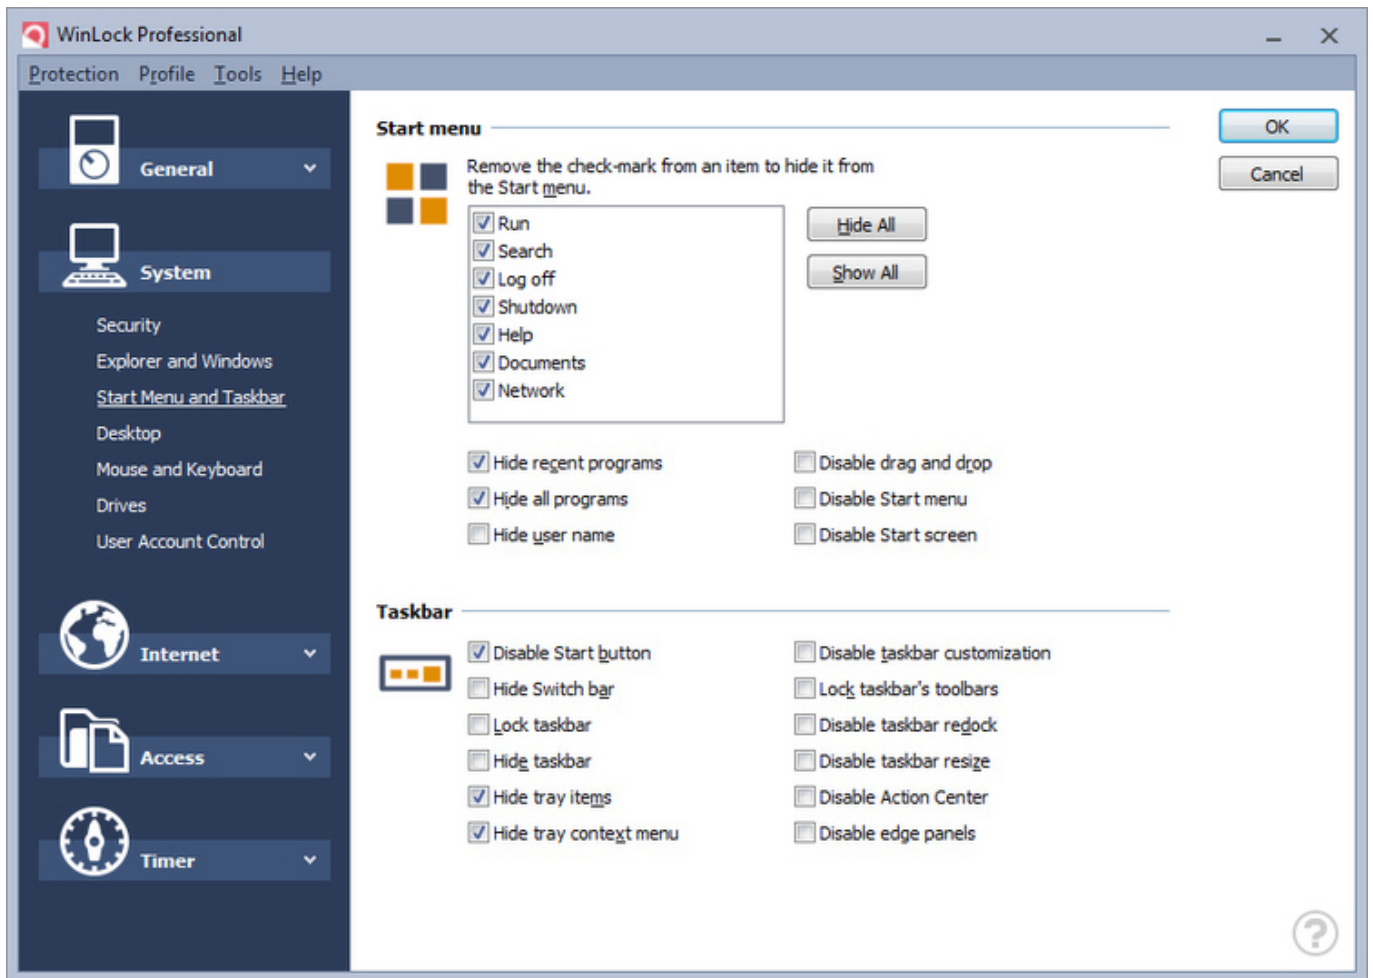 WinLock Professional
Protection Profile Tools Help
General
System
Security
Explorer and Windows
Start Menu and Taskbar
Desktop
Mouse and Keyboard
Drives
User Account Control
Internet
Access
Timer
Start menu
Remove the check-mark from an item to hide it from
the Start menu.
Run
Search
Log off
Shutdown
Help
Documents
Network
Hide All
Show All
Hide recent programs
Hide all programs
Hide user name
Disable drag and drop
Disable Start menu
Disable Start screen
Taskbar
Disable Start button
Hide Switch bar
Lock taskbar
Hide taskbar
Hide tray items
Hide tray context menu
Disable taskbar customization
Lock taskbar's toolbars
Disable taskbar redock
Disable taskbar resize
Disable Action Center
Disable edge panels
OK
Cancel
?